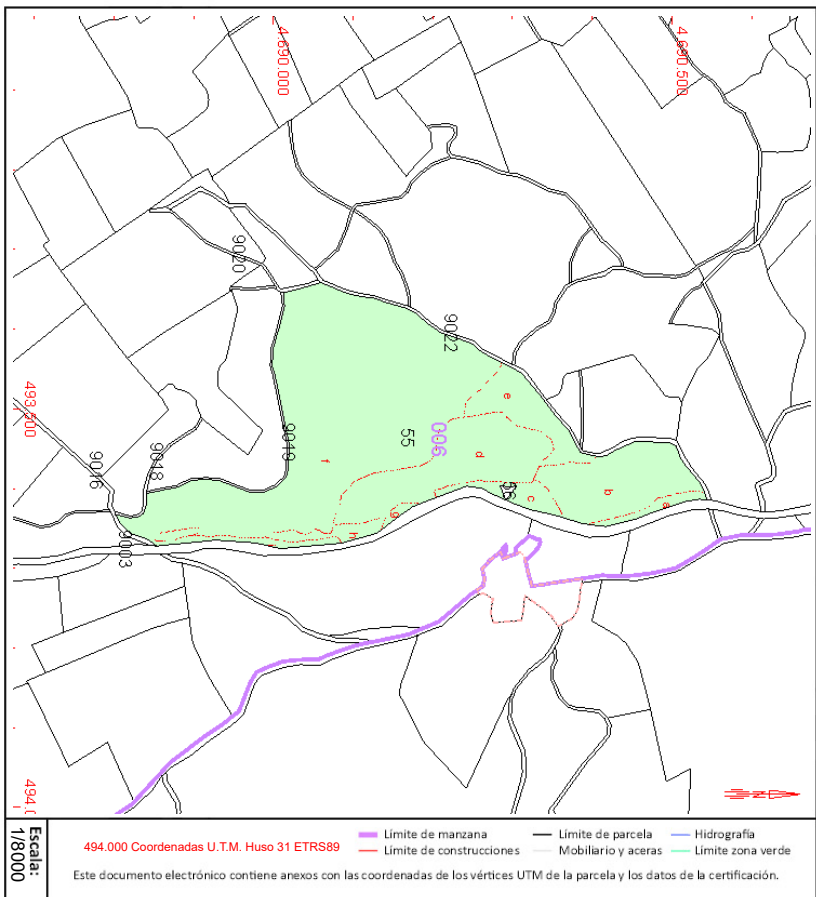 4.690.000
4.690.500
9020
9022
493.500
9019
55
006
e
d
f
b
a
c
56
9016
9018
g
h
9003
N
Escala:
1/8000
494.000 Coordenadas U.T.M. Huso 31 ETRS89
Límite de manzana
Límite de parcela
Hidrografía
Límite de construcciones
Mobiliario y aceras
Límite zona verde
Este documento electrónico contiene anexos con las coordenadas de los vértices UTM de la parcela y los datos de la certificación.